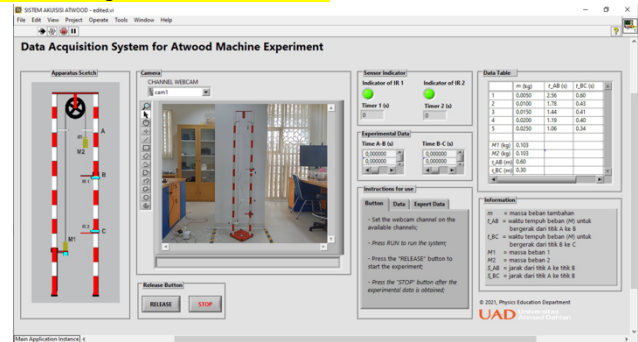 SISTEM AKUISISI ATWOOD - edited.vi
File Edit View Project Operate Tools Window Help
Data Acquisition System for Atwood Machine Experiment
Apparatus Scetch
A
m
M2
B
IR.1
C
IR.2
M1
Camera
CHANNEL WEBCAM
cam1
Release Button
RELEASE
STOP
Sensor Indicator
Indicator of IR 1 Indicator of IR 2
Timer 1 (s) Timer 2 (s)
0 0
Experimental Data
Time A-B (s) Time B-C (s)
0,000000 0,000000
0,000000 0,000000
Instructions for use
Button Data Export Data
- Set the webcam channel on the
available channels;
- Press RUN to run the system;
- Press the "RELEASE" button to
start the experiment;
- Press the "STOP" button after the
experimental data is obtained;
Data Table
m (kg) t_AB (s) t_BC (s)
1 0.0050 2.56 0.60
2 0.0100 1.78 0.43
3 0.0150 1.44 0.41
4 0.0200 1.19 0.40
5 0.0250 1.06 0.34
M1 (kg) 0.103
M2 (kg) 0.103
t_AB (m) 0.60
t_BC (m) 0.30
Information
m = massa beban tambahan
t_AB = waktu tempuh beban (M) untuk
bergerak dari titik A ke B
t_BC = waktu tempuh beban (M) untuk
bergerak dari titik B ke C
M1 = massa beban 1
M2 = massa beban 2
S_AB = jarak dari titik A ke titik B
S_BC = jarak dari titik A ke titik B
© 2021, Physics Education Department
UAD Universitas
Ahmad Dahlan
Main Application Instance